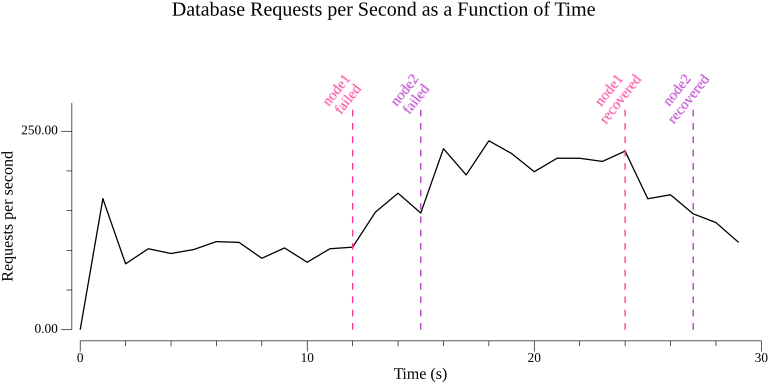 Database Requests per Second as a Function of Time
node1
failed
node2
failed
node1
recovered
node2
recovered
250.00
0.00
Requests per second
0
10
20
30
Time (s)